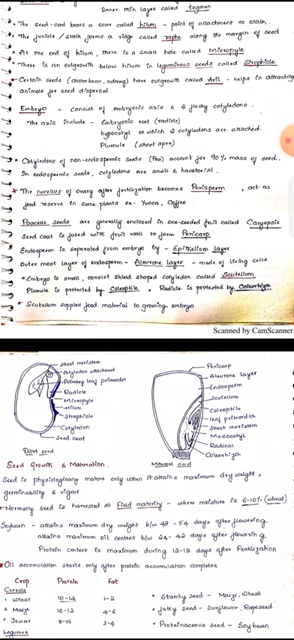 Inner min layer called tegmen
• The seed-coat bears a scar called hilum - point of attachment to stalk.
• The funicle / stalk forms a ridge called raphe along the margin of seed
• At one end of hilum, there is a small hole called Micropyle
• There is an outgrowth below hilum in leguminous seeds called Strophiole.
• Certain seeds (castor bean, nutmeg) have outgrowth called Aril - helps in attracting
animals for seed dispersal.
Embryo - consists of embryonic axis & fleshy cotyledons.
• The axis include - Embryonic root (radicle)
hypocotyl to which cotyledons are attached
Plumule (shoot apex)
• Cotyledons of non-endospermic seeds (Pea) account for 90% mass of seed.
In endospermic seeds, cotyledons are small & haustorial.
• The nucellus of ovary after fertilization become Perisperm, act as
food reserve in some plants ex- Yucca, Coffee
• Poaceae seeds are generally enclosed in one-seeded fruit called Caryopsis
Seed coat is fused with fruit wall to form Pericarp
Endosperm is seperated from embryo by - Epithelium layer
Outer most layer of endosperm - Aleurone layer - made of living cells
• Embryo is small, consist shield shaped cotyledon called Scutellum
Plumule is protected by Coleoptile, Radicle is protected by Coleorhiza
• Scutellum supplies food material to growing embryo
Scanned by CamScanner
Shoot meristem
Cotyledon attachment
Primary leaf primordia
Radicle
Micropyle
Hilum
Strophiole
Cotyledon
Seed coat
Dicot seed
Pericarp
Aleurone layer
Endosperm
Scutellum
Coleoptile
Leaf primordia
Shoot meristem
Mesocotyl
Radical
Coleorhiza
Monocot seed
Seed Growth & Maturation.
Seed is physiologically mature only when it attains maximum dry weight,
germinability & vigour
• Normally seed is harvested at field maturity - where moisture is 5-10% (wheat)
Soybean - attains maximum dry weight b/w 48-54 days after flowering
attains maximum oil content b/w 24-42 days after flowering
Protein content is maximum during 12-18 days after fertilization
• Oil accumulation starts only after protein accumulation completes
Crop Protein Fat
Cereals
• Wheat 10-14 1-2
• Maize 10-12 4-6
• Jowar 9-14 2-4
Legumes
• Starchy seed - Maize, Wheat
• Fatty seed - Sunflower, Rapeseed
• Proteinaceous seed - Soybean